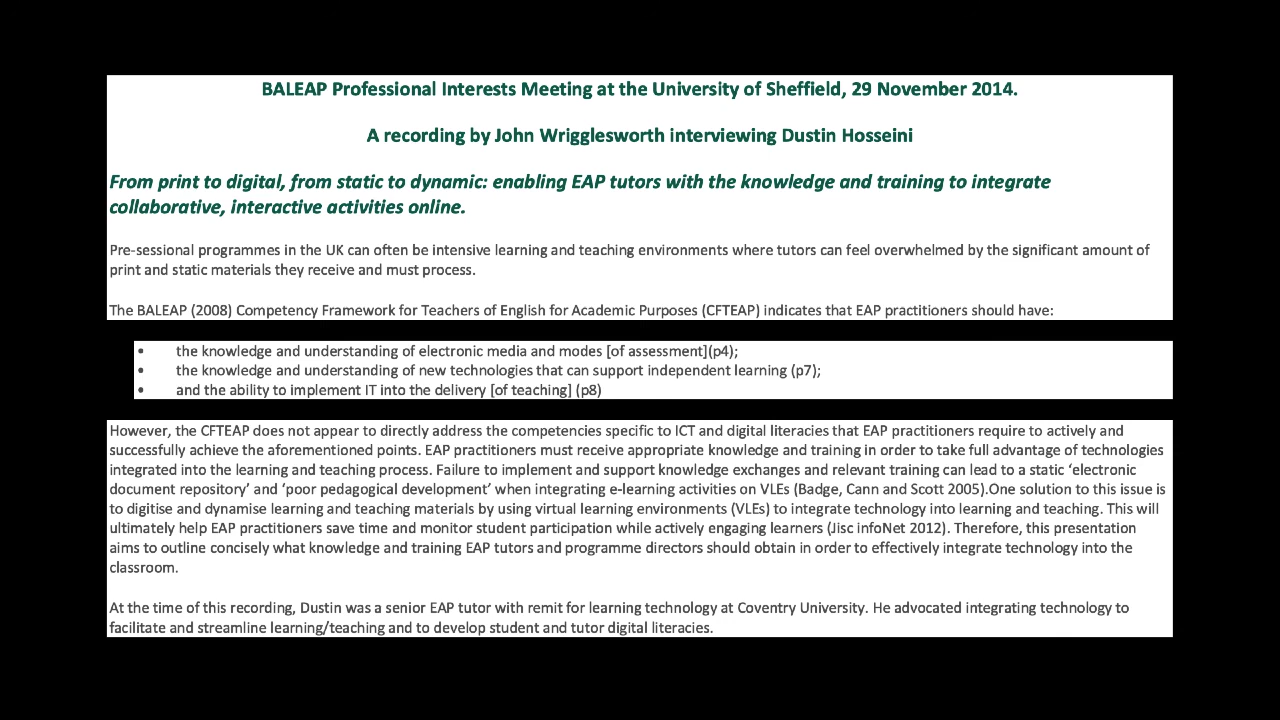 BALEAP Professional Interests Meeting at the University of Sheffield, 29 November 2014.
A recording by John Wrigglesworth interviewing Dustin Hosseini
From print to digital, from static to dynamic: enabling EAP tutors with the knowledge and training to integrate
collaborative, interactive activities online.
Pre-sessional programmes in the UK can often be intensive learning and teaching environments where tutors can feel overwhelmed by the significant amount of
print and static materials they receive and must process.
The BALEAP (2008) Competency Framework for Teachers of English for Academic Purposes (CFTEAP) indicates that EAP practitioners should have:
• the knowledge and understanding of electronic media and modes [of assessment](p4);
• the knowledge and understanding of new technologies that can support independent learning (p7);
• and the ability to implement IT into the delivery [of teaching] (p8)
However, the CFTEAP does not appear to directly address the competencies specific to ICT and digital literacies that EAP practitioners require to actively and
successfully achieve the aforementioned points. EAP practitioners must receive appropriate knowledge and training in order to take full advantage of technologies
integrated into the learning and teaching process. Failure to implement and support knowledge exchanges and relevant training can lead to a static ‘electronic
document repository’ and ‘poor pedagogical development’ when integrating e-learning activities on VLEs (Badge, Cann and Scott 2005).One solution to this issue is
to digitise and dynamise learning and teaching materials by using virtual learning environments (VLEs) to integrate technology into learning and teaching. This will
ultimately help EAP practitioners save time and monitor student participation while actively engaging learners (Jisc infoNet 2012). Therefore, this presentation
aims to outline concisely what knowledge and training EAP tutors and programme directors should obtain in order to effectively integrate technology into the
classroom.
At the time of this recording, Dustin was a senior EAP tutor with remit for learning technology at Coventry University. He advocated integrating technology to
facilitate and streamline learning/teaching and to develop student and tutor digital literacies.